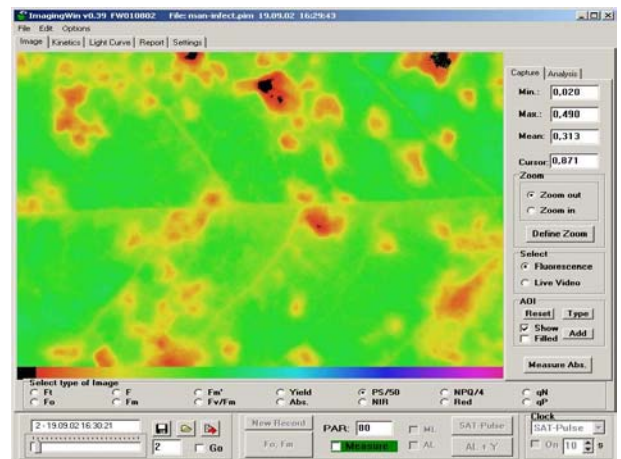 ImagingWin v0.39 FW010802 File: man-infect.pim 19.09.02 16:29:43
File Edit Options
Image Kinetics Light Curve Report Settings
Capture Analysis
Min.: 0,020
Max.: 0,490
Mean: 0,313
Cursor: 0,871
Zoom
Zoom out
Zoom in
Define Zoom
Select
Fluorescence
Live Video
AOI
Reset Type
Show
Filled
Add
Measure Abs.
Select type of Image
Ft F Fm' Yield PS/50 NPQ/4 qN
Fo Fm Fv/Fm Abs. NIR Red qP
2 - 19.09.02 16:30:21
2 Go
New Record
Fo, Fm
PAR: 80
Measure
ML
AL
SAT-Pulse
AL + Y
Clock
SAT-Pulse
On 10 s